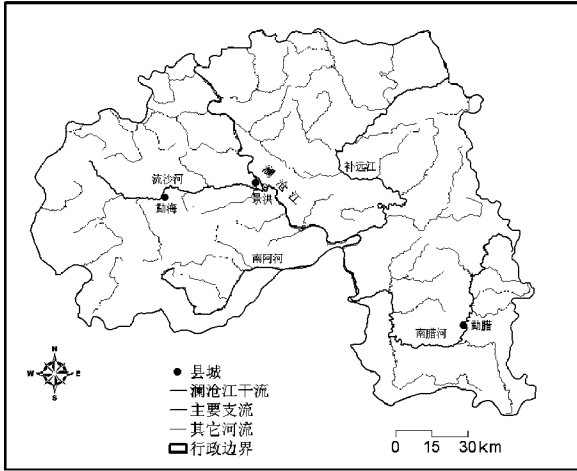 补远江
澜沧江
流沙河
景洪
勐海
南阿河
南腊河
勐腊
N
W E
S
县城
澜沧江干流
主要支流
其它河流
行政边界
0 15 30 km